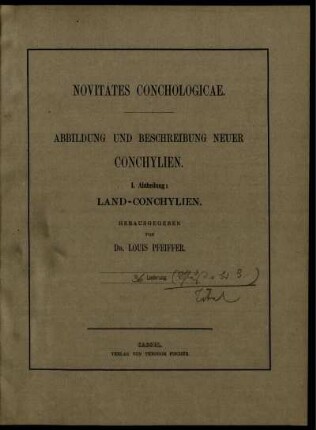 NOVITATES CONCHOLOGICAE.
ABBILDUNG UND BESCHREIBUNG NEUER
CONCHYLIEN.
I. Abtheilung:
LAND-CONCHYLIEN.
HERAUSGEGEBEN
VON
DR. LOUIS PFEIFFER.
36 Lieferung
CASSEL.
VERLAG VON THEODOR FISCHER.